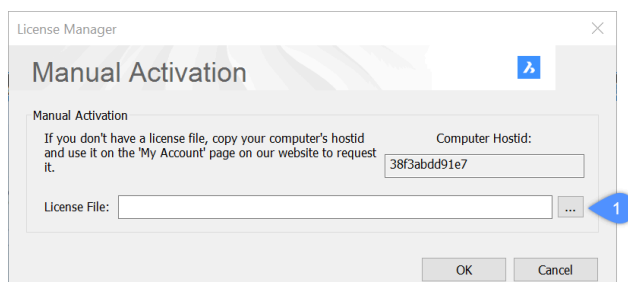 License Manager
Manual Activation
Manual Activation
If you don't have a license file, copy your computer's hostid
and use it on the 'My Account' page on our website to request
it.
Computer Hostid:
38f3abdd91e7
License File:
...
1
OK
Cancel